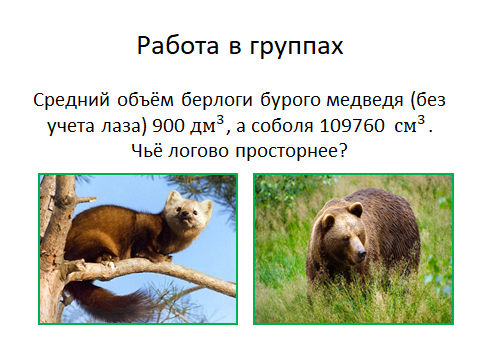 Работа в группах
Средний объём берлоги бурого медведя (без
учета лаза) 900 дм³, а соболя 109760 см³.
Чьё логово просторнее?